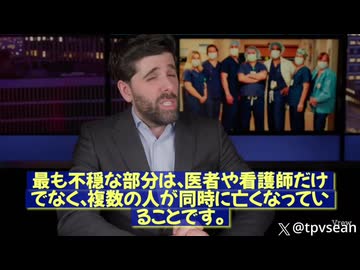 最も不穏な部分は、医者や看護師だけ
でなく、複数の人が同時に亡くなってい
ることです。
Vrew
X @tpvsean